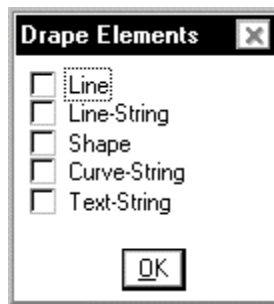 Drape Elements
Line
Line-String
Shape
Curve-String
Text-String
OK